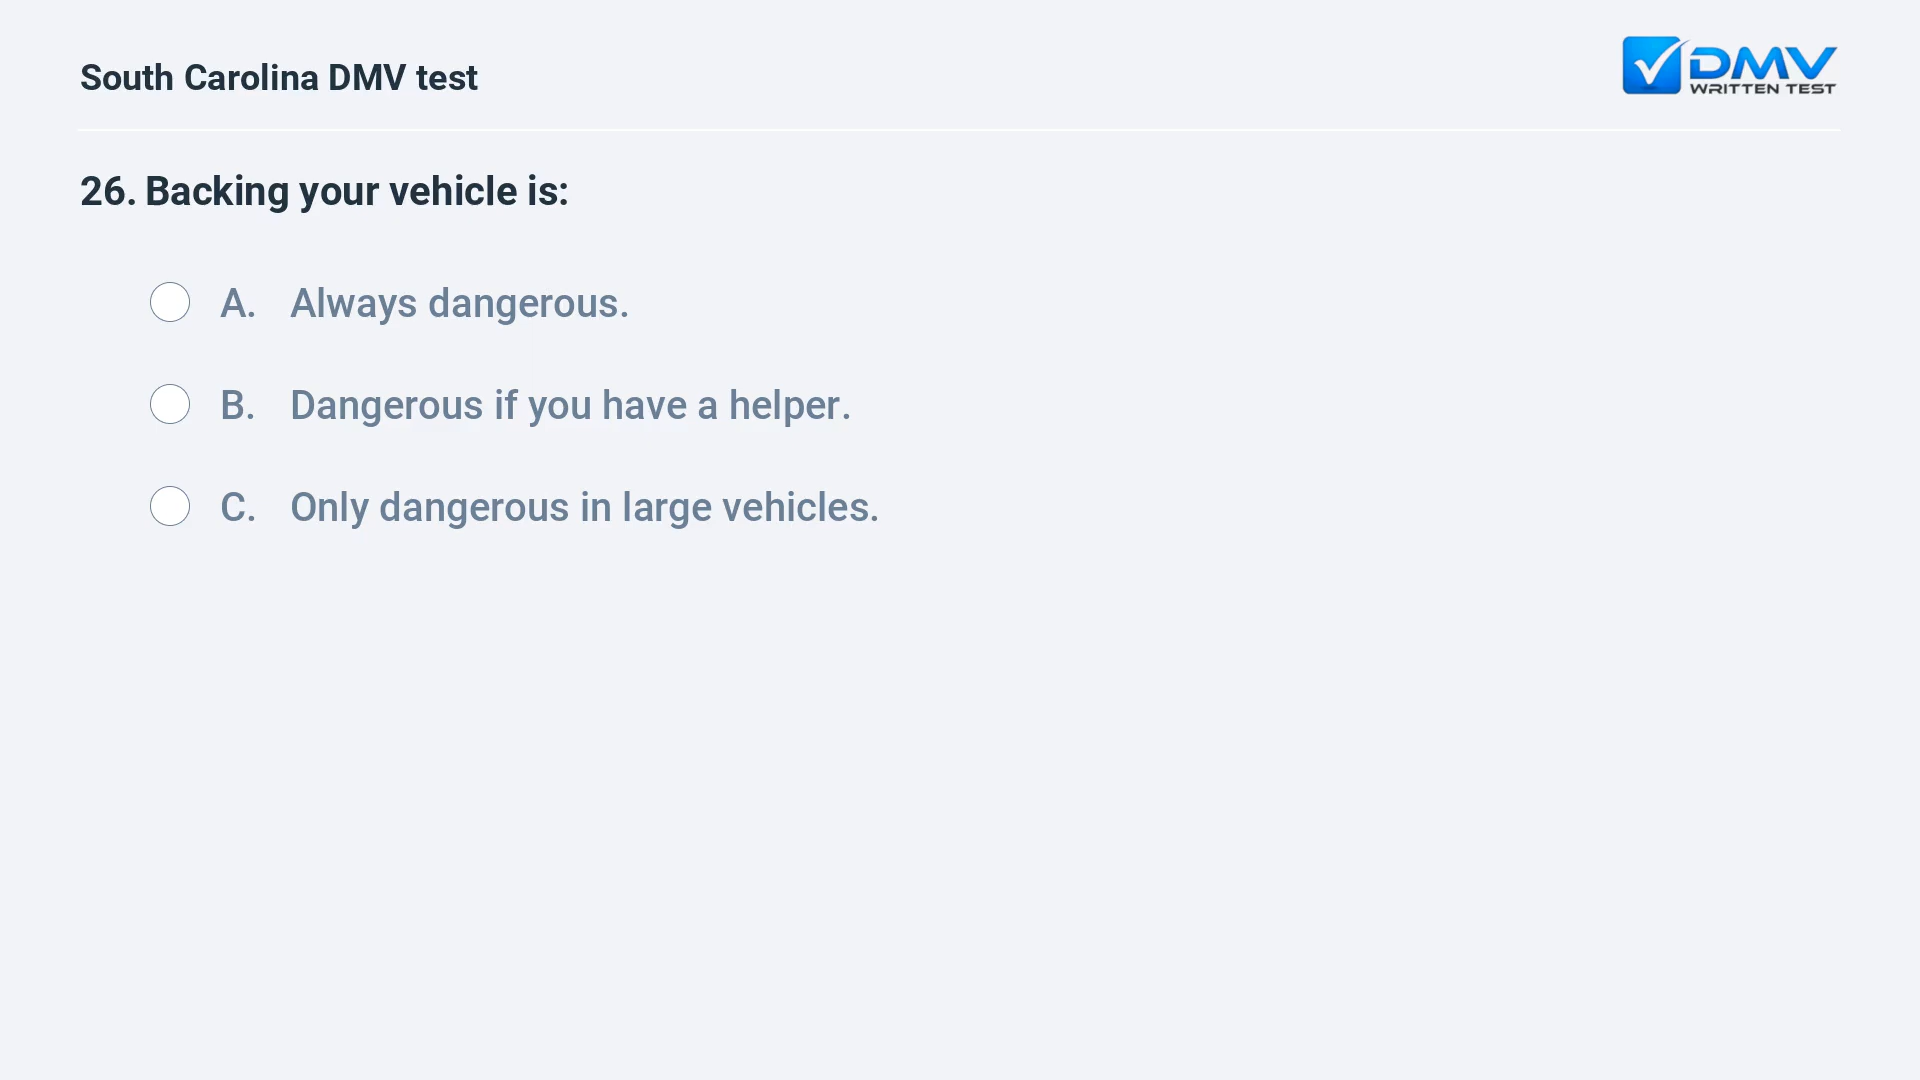 South Carolina DMV test
DMV
WRITTEN TEST
26. Backing your vehicle is:
A. Always dangerous.
B. Dangerous if you have a helper.
C. Only dangerous in large vehicles.